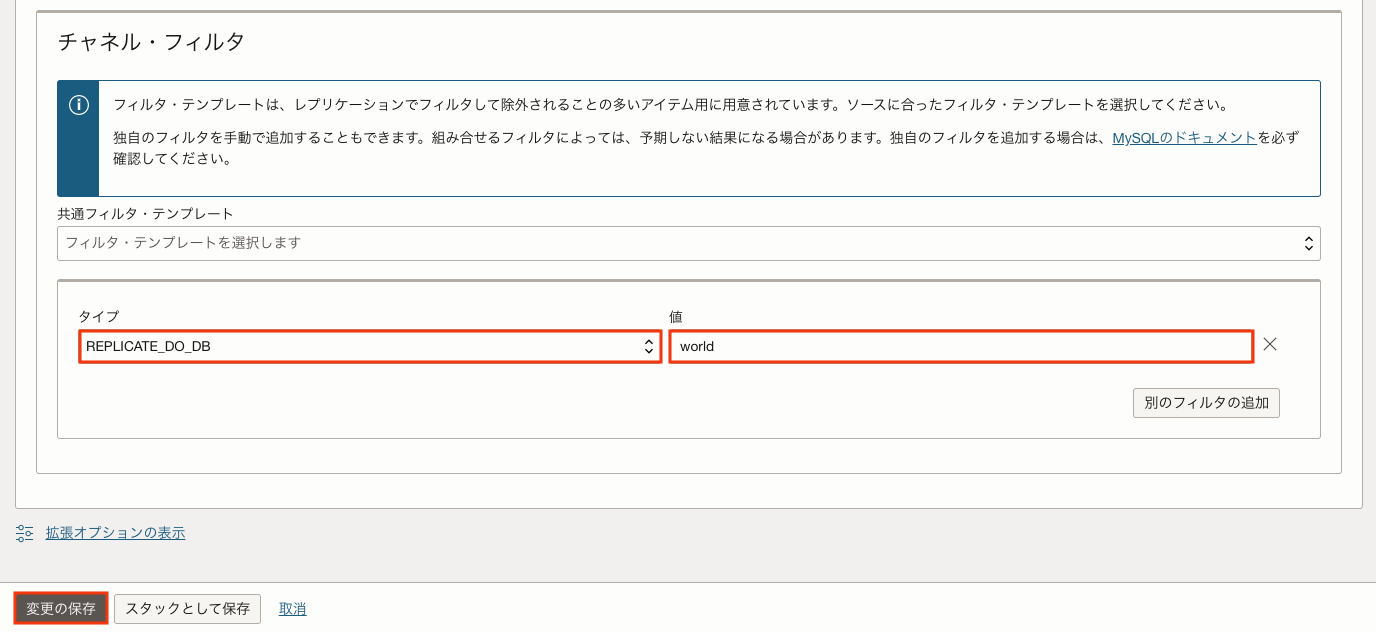 チャネル・フィルタ
フィルタ・テンプレートは、レプリケーションでフィルタして除外されることの多いアイテム用に用意されています。ソースに合ったフィルタ・テンプレートを選択してください。
独自のフィルタを手動で追加することもできます。組み合せるフィルタによっては、予期しない結果になる場合があります。独自のフィルタを追加する場合は、MySQLのドキュメントを必ず
確認してください。
共通フィルタ・テンプレート
フィルタ・テンプレートを選択します
タイプ 値
REPLICATE_DO_DB world
別のフィルタの追加
拡張オプションの表示
変更の保存 スタックとして保存 取消